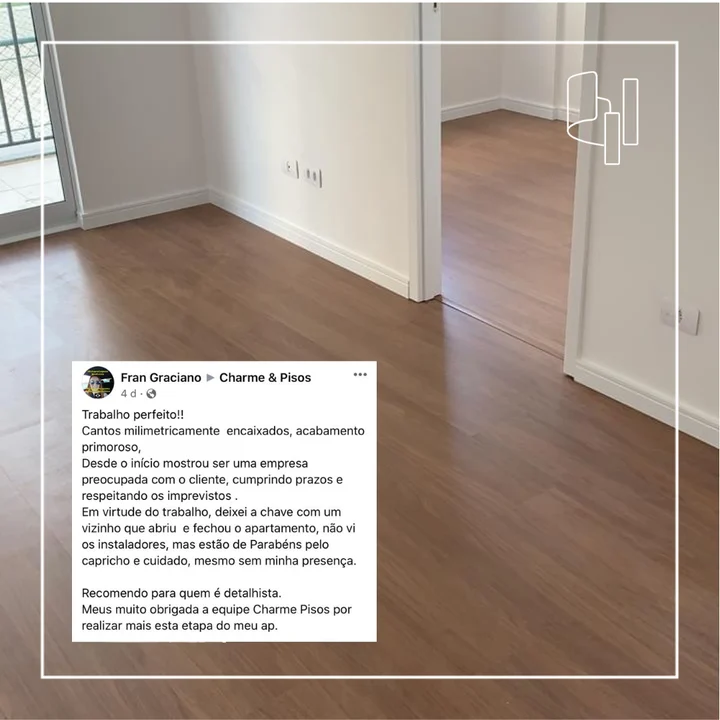 Fran Graciano ▶ Charme & Pisos
4 d ·
Trabalho perfeito!!
Cantos milimetricamente encaixados, acabamento
primoroso,
Desde o início mostrou ser uma empresa
preocupada com o cliente, cumprindo prazos e
respeitando os imprevistos .
Em virtude do trabalho, deixei a chave com um
vizinho que abriu e fechou o apartamento, não vi
os instaladores, mas estão de Parabéns pelo
capricho e cuidado, mesmo sem minha presença.
Recomendo para quem é detalhista.
Meus muito obrigada a equipe Charme Pisos por
realizar mais esta etapa do meu ap.